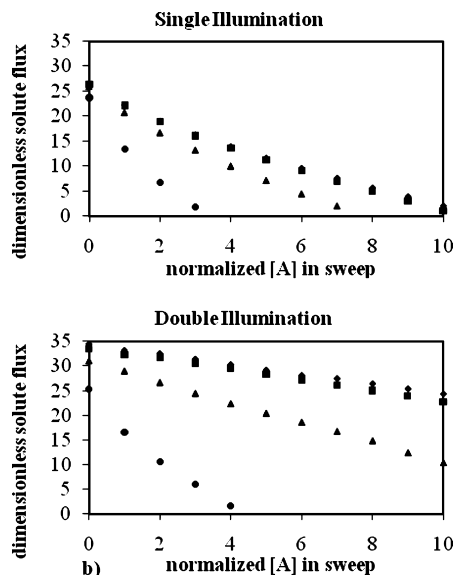 Single Illumination
dimensionless solute flux
35
30
25
20
15
10
5
0
0 2 4 6 8 10
normalized [A] in sweep
Double Illumination
dimensionless solute flux
35
30
25
20
15
10
5
0
0 2 4 6 8 10
b) normalized [A] in sweep